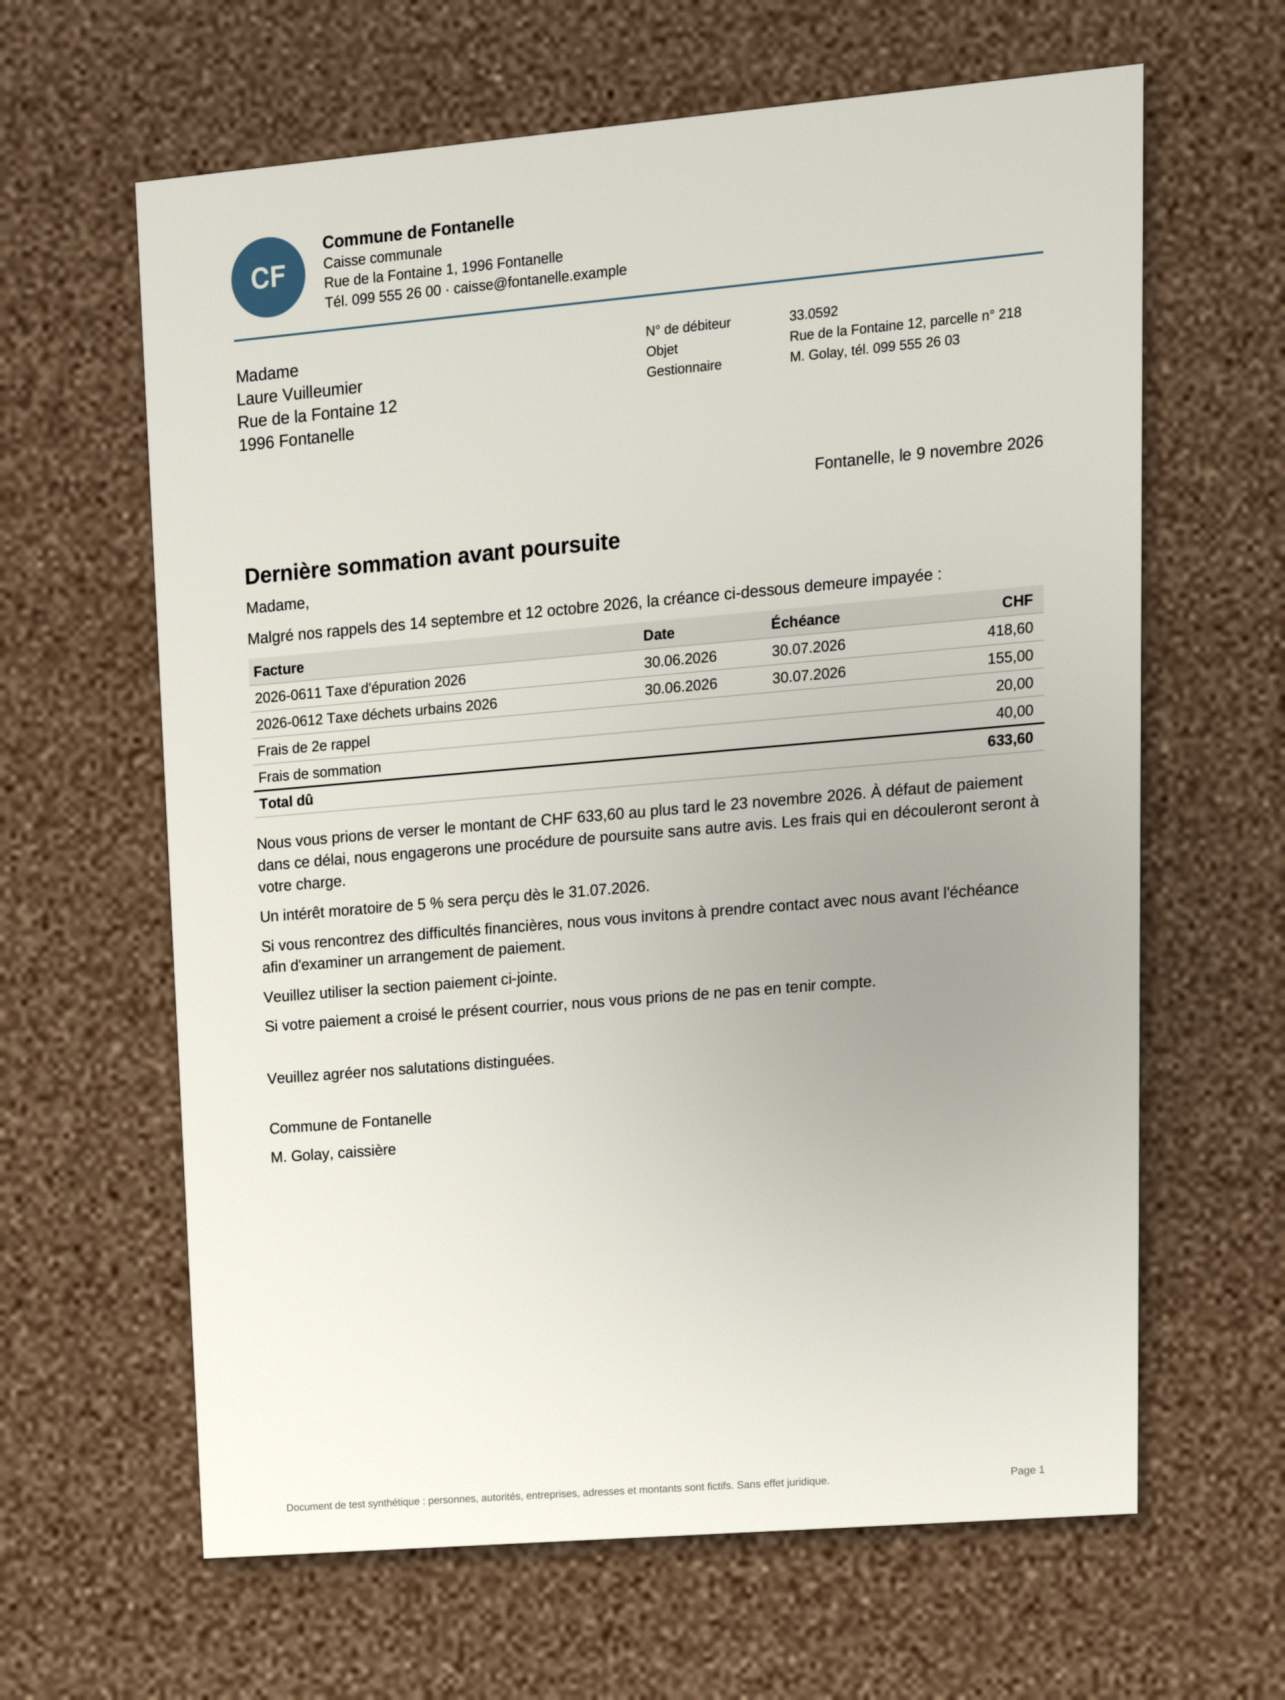 CF
Commune de Fontanelle
Caisse communale
Rue de la Fontaine 1, 1996 Fontanelle
Tél. 099 555 26 00 · caisse@fontanelle.example
N° de débiteur 33.0592
Objet Rue de la Fontaine 12, parcelle n° 218
Gestionnaire M. Golay, tél. 099 555 26 03
Madame
Laure Vuilleumier
Rue de la Fontaine 12
1996 Fontanelle
Fontanelle, le 9 novembre 2026
Dernière sommation avant poursuite
Madame,
Malgré nos rappels des 14 septembre et 12 octobre 2026, la créance ci-dessous demeure impayée :
Facture Date Échéance CHF
2026-0611 Taxe d'épuration 2026 30.06.2026 30.07.2026 418,60
2026-0612 Taxe déchets urbains 2026 30.06.2026 30.07.2026 155,00
Frais de 2e rappel 20,00
Frais de sommation 40,00
Total dû 633,60
Nous vous prions de verser le montant de CHF 633,60 au plus tard le 23 novembre 2026. À défaut de paiement
dans ce délai, nous engagerons une procédure de poursuite sans autre avis. Les frais qui en découleront seront à
votre charge.
Un intérêt moratoire de 5 % sera perçu dès le 31.07.2026.
Si vous rencontrez des difficultés financières, nous vous invitons à prendre contact avec nous avant l'échéance
afin d'examiner un arrangement de paiement.
Veuillez utiliser la section paiement ci-jointe.
Si votre paiement a croisé le présent courrier, nous vous prions de ne pas en tenir compte.
Veuillez agréer nos salutations distinguées.
Commune de Fontanelle
M. Golay, caissière
Document de test synthétique : personnes, autorités, entreprises, adresses et montants sont fictifs. Sans effet juridique.
Page 1